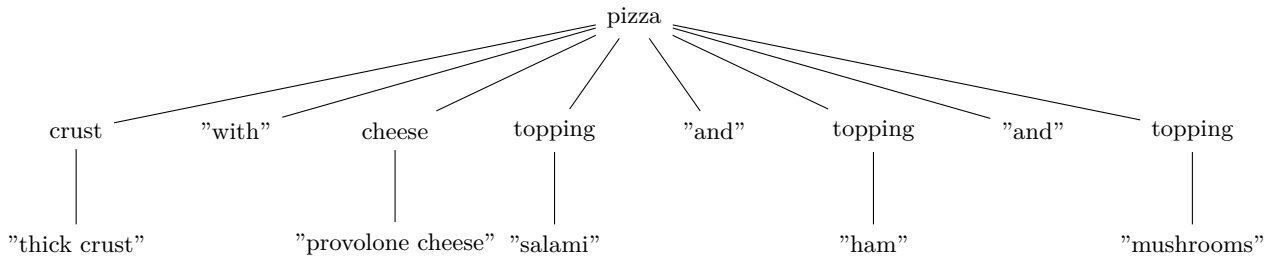 pizza
crust "with" cheese topping "and" topping "and" topping
"thick crust" "provolone cheese" "salami" "ham" "mushrooms"